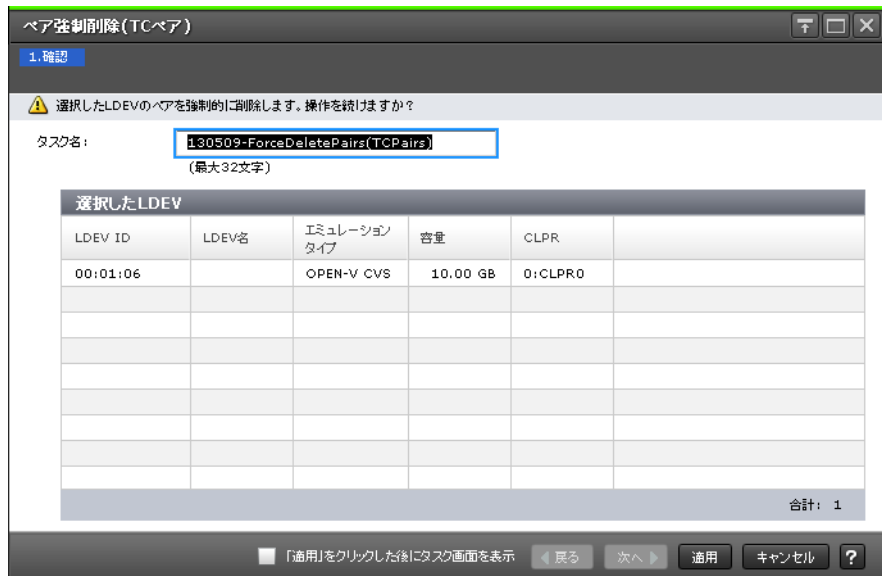 ペア強制削除(TCペア)
1.確認
選択したLDEVのペアを強制的に削除します。操作を続けますか?
タスク名: 130509-ForceDeletePairs(TCPairs)
(最大32文字)
選択したLDEV
LDEV ID LDEV名 エミュレーションタイプ 容量 CLPR
00:01:06 OPEN-V CVS 10.00 GB 0:CLPR0
合計: 1
「適用」をクリックした後にタスク画面を表示 戻る 次へ 適用 キャンセル ?